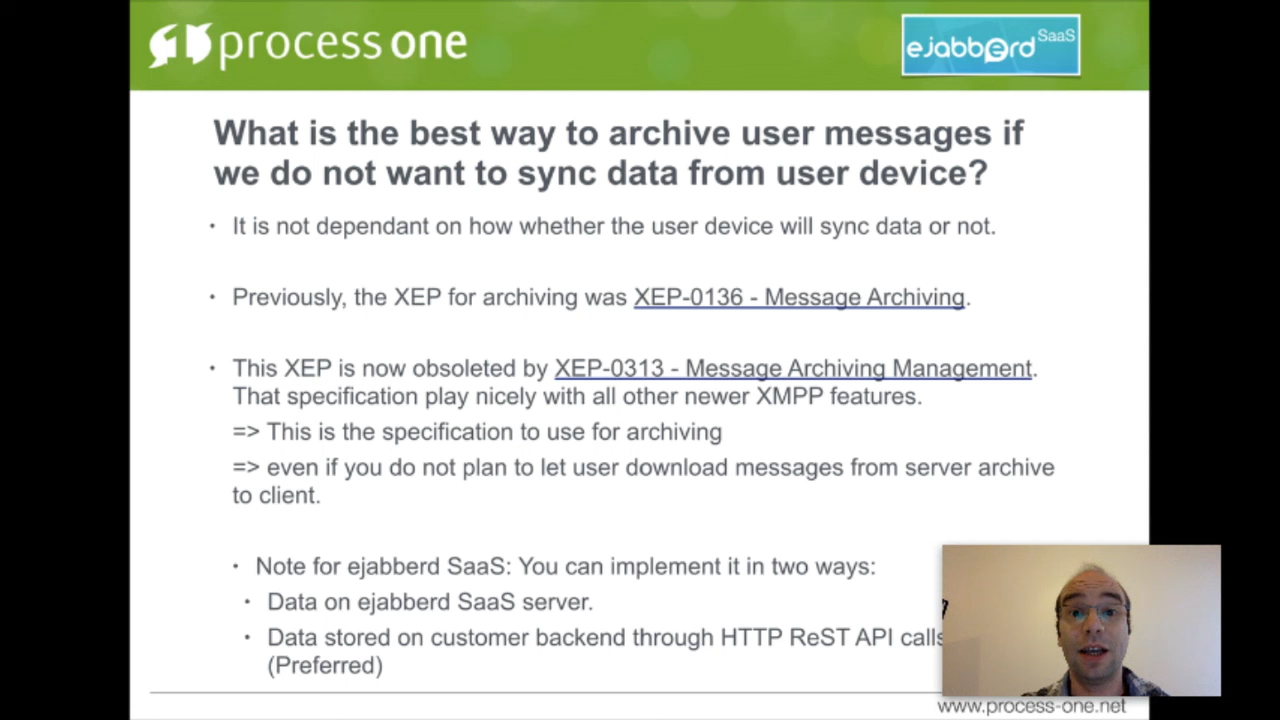 process one
ejabberd SaaS
What is the best way to archive user messages if
we do not want to sync data from user device?
· It is not dependant on how whether the user device will sync data or not.
· Previously, the XEP for archiving was XEP-0136 - Message Archiving.
· This XEP is now obsoleted by XEP-0313 - Message Archiving Management.
That specification play nicely with all other newer XMPP features.
=> This is the specification to use for archiving
=> even if you do not plan to let user download messages from server archive
to client.
· Note for ejabberd SaaS: You can implement it in two ways:
· Data on ejabberd SaaS server.
· Data stored on customer backend through HTTP ReST API calls
(Preferred)
www.process-one.net